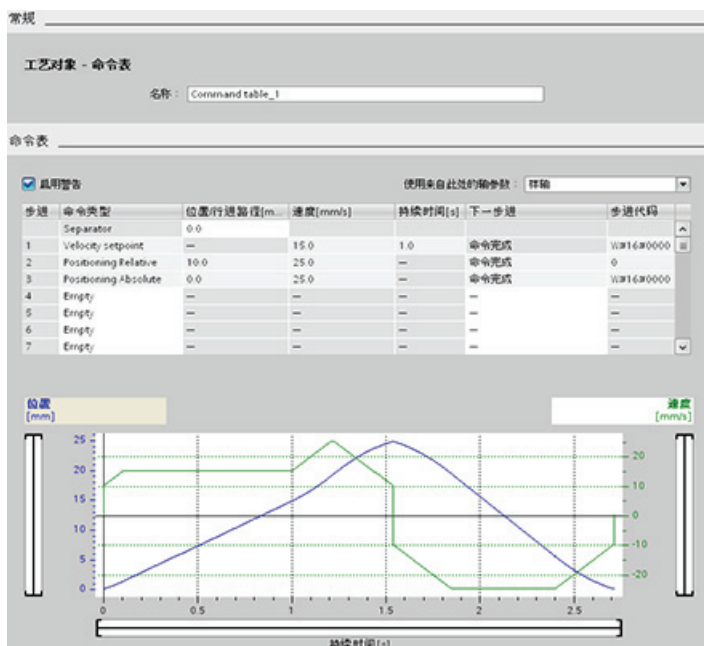 常规
工艺对象 - 命令表
名称： Command table_1
命令表
启用警告 使用来自此处的轴参数： 样轴
步进 命令类型 位置/行进路径[m... 速度[mm/s] 持续时间[s] 下一步进 步进代码
Separator 0.0
1 Velocity setpoint — 15.0 1.0 命令完成 W#16#0000
2 Positioning Relative 10.0 25.0 — 命令完成 0
3 Positioning Absolute 0.0 25.0 — 命令完成 W#16#0000
4 Empty — — — — —
5 Empty — — — — —
6 Empty — — — — —
7 Empty — — — — —
位置 速度
[mm] [mm/s]
25
20 20
15 10
10 0
5 -10
0 -20
0 0.5 1 1.5 2 2.5
持续时间[s]